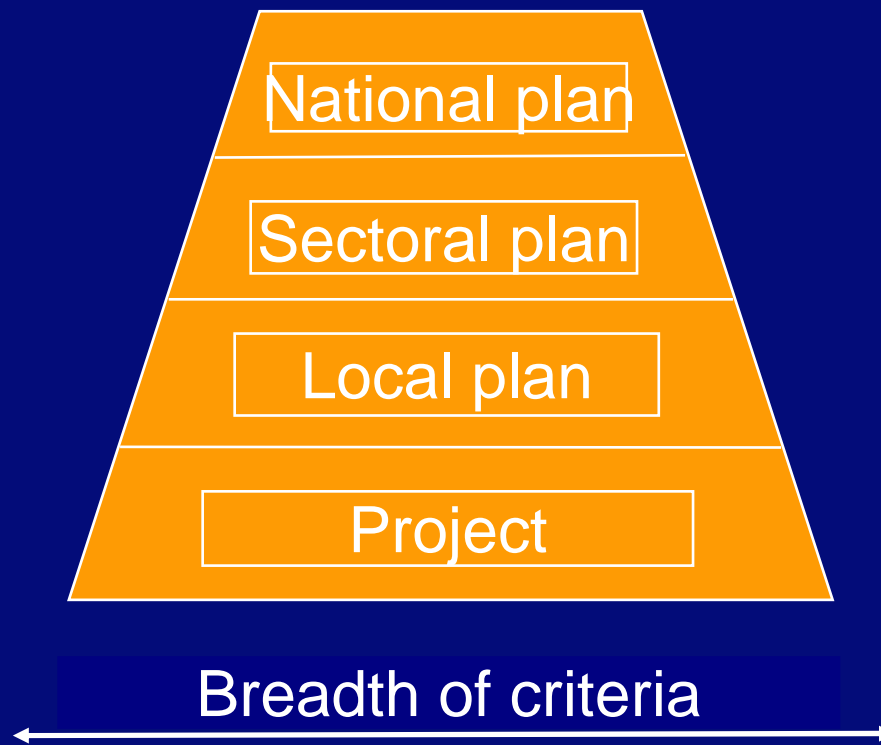 National plan
Sectoral plan
Local plan
Project
Breadth of criteria